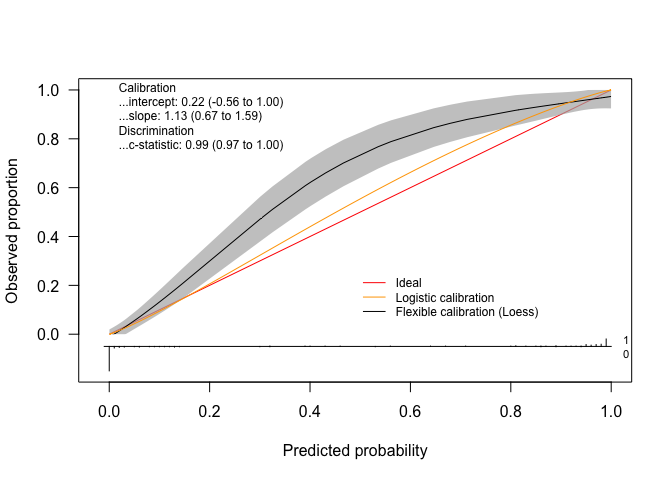 Calibration
...intercept: 0.22 (-0.56 to 1.00)
...slope: 1.13 (0.67 to 1.59)
Discrimination
...c-statistic: 0.99 (0.97 to 1.00)
Observed proportion
1.0
0.8
0.6
0.4
0.2
0.0
Ideal
Logistic calibration
Flexible calibration (Loess)
1
0
0.0 0.2 0.4 0.6 0.8 1.0
Predicted probability